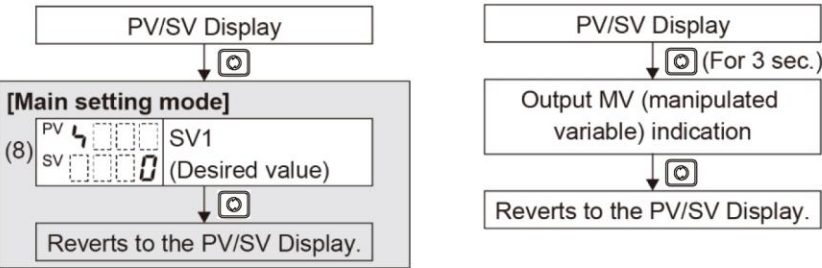 PV/SV Display
[Main setting mode]
(8)
PV
SV 0
SV1
(Desired value)
Reverts to the PV/SV Display.
PV/SV Display
(For 3 sec.)
Output MV (manipulated
variable) indication
Reverts to the PV/SV Display.